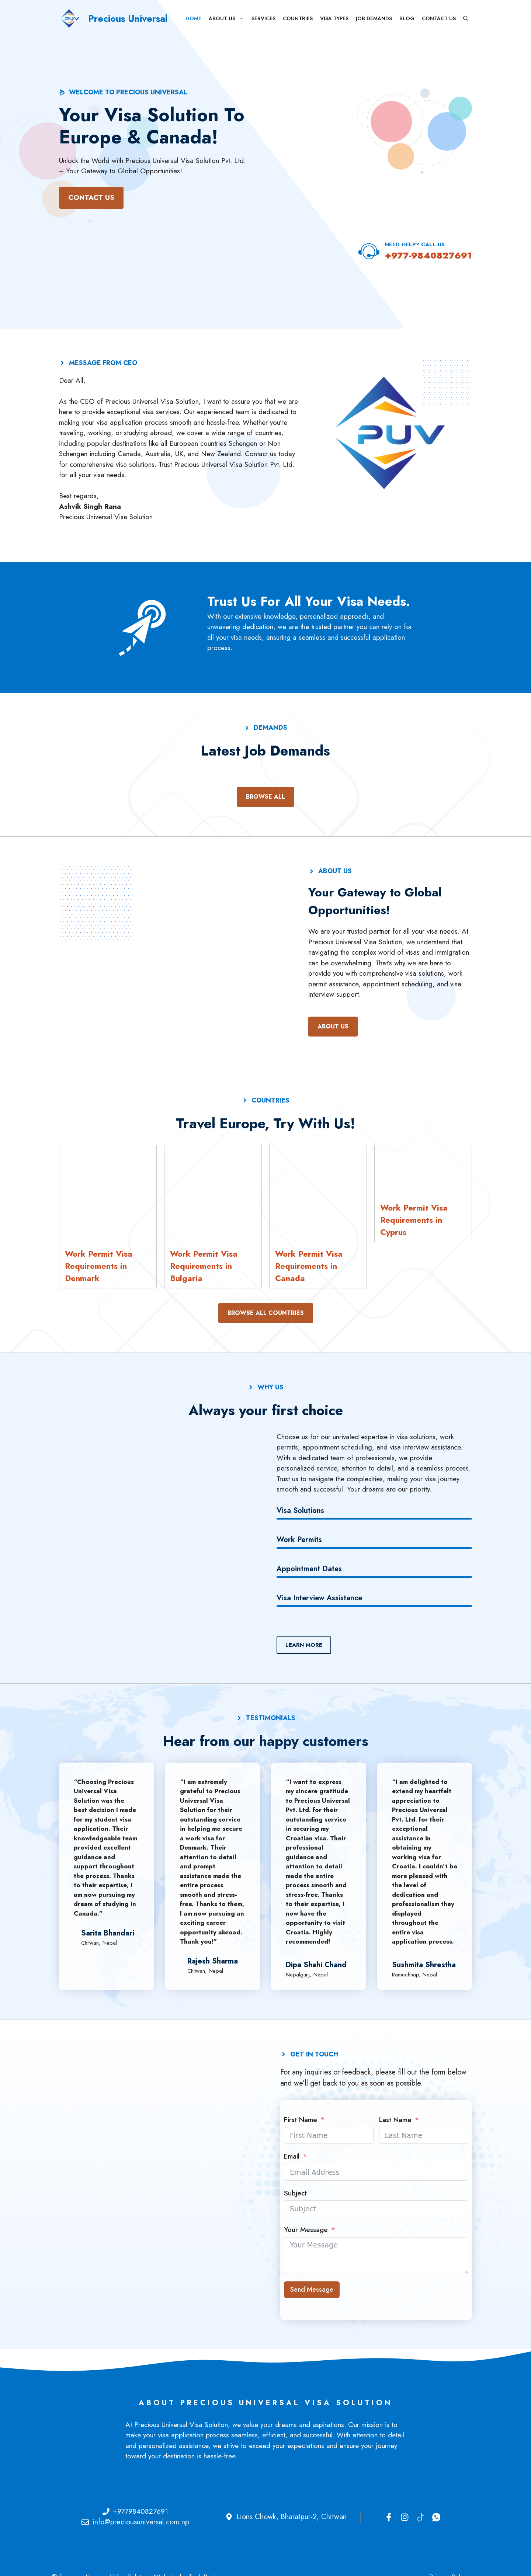 PUV
Precious Universal
HOME ABOUT US SERVICES COUNTRIES VISA TYPES JOB DEMANDS BLOG CONTACT US
WELCOME TO PRECIOUS UNIVERSAL
Your Visa Solution To
Europe & Canada!
Unlock the World with Precious Universal Visa Solution Pvt. Ltd.
– Your Gateway to Global Opportunities!
CONTACT US
NEED HELP? CALL US
+977-9840827691
MESSAGE FROM CEO
Dear All,
As the CEO of Precious Universal Visa Solution, I want to assure you that we are
here to provide exceptional visa services. Our experienced team is dedicated to
making your visa application process smooth and hassle-free. Whether you're
traveling, working, or studying abroad, we cover a wide range of countries,
including popular destinations like all European countries Schengen or Non
Schengen including Canada, Australia, UK, and New Zealand. Contact us today
for comprehensive visa solutions. Trust Precious Universal Visa Solution Pvt. Ltd.
for all your visa needs.
Best regards,
Ashvik Singh Rana
Precious Universal Visa Solution
PUV
Trust Us For All Your Visa Needs.
With our extensive knowledge, personalized approach, and
unwavering dedication, we are the trusted partner you can rely on for
all your visa needs, ensuring a seamless and successful application
process.
DEMANDS
Latest Job Demands
BROWSE ALL
ABOUT US
Your Gateway to Global
Opportunities!
We are your trusted partner for all your visa needs. At
Precious Universal Visa Solution, we understand that
navigating the complex world of visas and immigration
can be overwhelming. That's why we are here to
provide you with comprehensive visa solutions, work
permit assistance, appointment scheduling, and visa
interview support.
ABOUT US
COUNTRIES
Travel Europe, Try With Us!
Work Permit Visa
Requirements in
Denmark
Work Permit Visa
Requirements in
Bulgaria
Work Permit Visa
Requirements in
Canada
Work Permit Visa
Requirements in
Cyprus
BROWSE ALL COUNTRIES
WHY US
Always your first choice
Choose us for our unrivaled expertise in visa solutions, work
permits, appointment scheduling, and visa interview assistance.
With a dedicated team of professionals, we provide
personalized service, attention to detail, and a seamless process.
Trust us to navigate the complexities, making your visa journey
smooth and successful. Your dreams are our priority.
Visa Solutions
Work Permits
Appointment Dates
Visa Interview Assistance
LEARN MORE
TESTIMONIALS
Hear from our happy customers
"Choosing Precious
Universal Visa
Solution was the
best decision I made
for my student visa
application. Their
knowledgeable team
provided excellent
guidance and
support throughout
the process. Thanks
to their expertise, I
am now pursuing my
dream of studying in
Canada."
Sarita Bhandari
Chitwan, Nepal
"I am extremely
grateful to Precious
Universal Visa
Solution for their
outstanding service
in helping me secure
a work visa for
Denmark. Their
attention to detail
and prompt
assistance made the
entire process
smooth and stress-
free. Thanks to them,
I am now pursuing an
exciting career
opportunity abroad.
Thank you!"
Rajesh Sharma
Chitwan, Nepal
"I want to express
my sincere gratitude
to Precious Universal
Pvt. Ltd. for their
outstanding service
in securing my
Croatian visa. Their
professional
guidance and
attention to detail
made the entire
process smooth and
stress-free. Thanks
to their expertise, I
now have the
opportunity to visit
Croatia. Highly
recommended!
Dipa Shahi Chand
Nepalgunj, Nepal
"I am delighted to
extend my heartfelt
appreciation to
Precious Universal
Pvt. Ltd. for their
exceptional
assistance in
obtaining my
working visa for
Croatia. I couldn't be
more pleased with
the level of
dedication and
professionalism they
displayed
throughout the
entire visa
application process.
Sushmita Shrestha
Ramechhap, Nepal
GET IN TOUCH
For any inquiries or feedback, please fill out the form below
and we'll get back to you as soon as possible.
First Name *
Last Name *
First Name
Last Name
Email *
Email Address
Subject
Subject
Your Message *
Your Message
Send Message
ABOUT PRECIOUS UNIVERSAL VISA SOLUTION
At Precious Universal Visa Solution, we value your dreams and aspirations. Our mission is to
make your visa application process seamless, efficient, and successful. With attention to detail
and personalized assistance, we strive to exceed your expectations and ensure your journey
toward your destination is hassle-free.
+9779840827691
info@preciousuniversal.com.np
Lions Chowk, Bharatpur-2, Chitwan